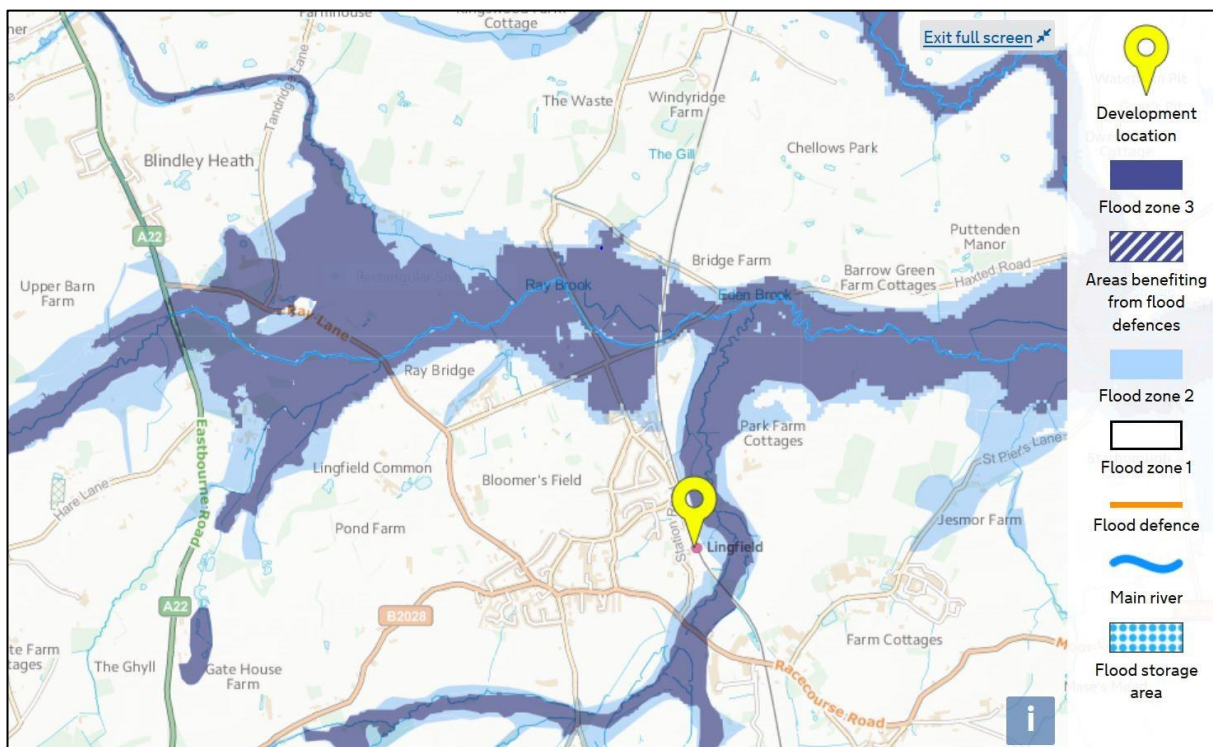 Farmhouse
Cottage
Exit full screen
Tandridge Lane
The Waste
Windyridge
Farm
Development
location
Blindley Heath
The Gill
Chellows Park
Flood zone 3
A22
Puttenden
Manor
Upper Barn
Farm
Bridge Farm
Barrow Green
Farm Cottages
Haxted Road
Areas benefiting
from flood
defences
Ray Brook
Eden Brook
Ray Lane
Ray Bridge
Flood zone 2
Eastbourne Road
Park Farm
Cottages
St Pier's Lane
Lingfield Common
Bloomer's Field
Flood zone 1
Hare Lane
Pond Farm
Jesmor Farm
Flood defence
Station R
Lingfield
Main river
A22
B2028
Farm Cottages
The Ghyll
Gate House
Farm
Racecourse Road
Flood storage
area
i